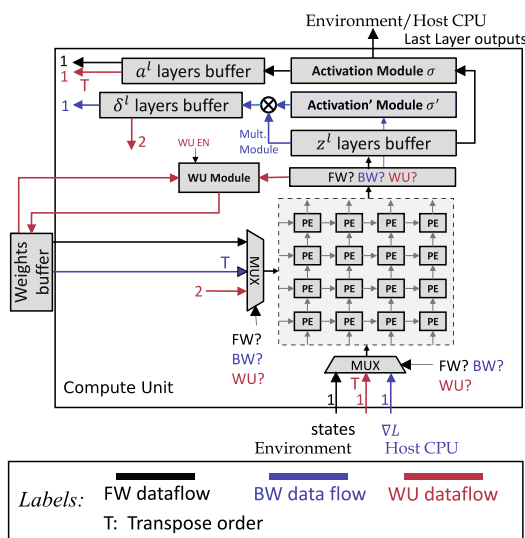 Environment/Host CPU
Last Layer outputs
1
1
T
a^l layers buffer
Activation Module σ
1
δ^l layers buffer
Activation' Module σ'
2
Mult.
Module
z^l layers buffer
WU EN
WU Module
FW? BW? WU?
Weights
buffer
T
2
MUX
PE PE PE PE
PE PE PE PE
PE PE PE PE
PE PE PE PE
FW?
BW?
WU?
MUX
FW? BW?
WU?
Compute Unit
T
1 1 1
states
∇L
Environment
Host CPU
Labels:
FW dataflow
BW data flow
WU dataflow
T: Transpose order